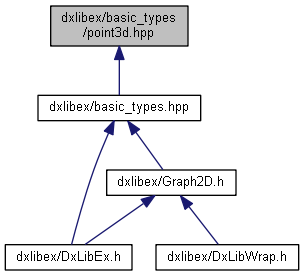 dxlibex/basic_types
/point3d.hpp
dxlibex/basic_types.hpp
dxlibex/Graph2D.h
dxlibex/DxLibEx.h
dxlibex/DxLibWrap.h